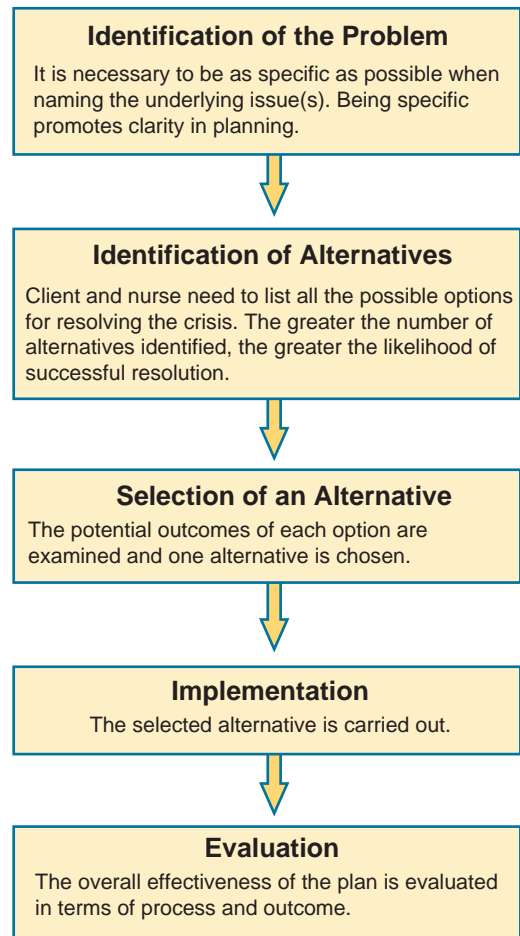 Identification of the Problem
It is necessary to be as specific as possible when
naming the underlying issue(s). Being specific
promotes clarity in planning.
Identification of Alternatives
Client and nurse need to list all the possible options
for resolving the crisis. The greater the number of
alternatives identified, the greater the likelihood of
successful resolution.
Selection of an Alternative
The potential outcomes of each option are
examined and one alternative is chosen.
Implementation
The selected alternative is carried out.
Evaluation
The overall effectiveness of the plan is evaluated
in terms of process and outcome.